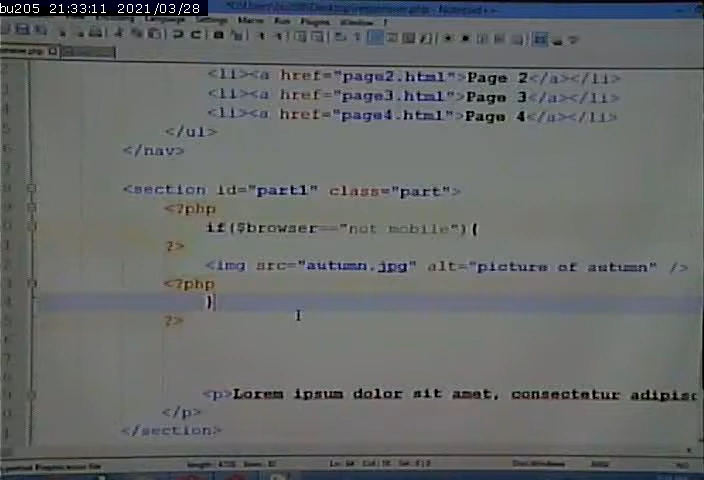 bu205 21:33:11 2021/03/28
<li><a href="page2.html">Page 2</a></li>
<li><a href="page3.html">Page 3</a></li>
<li><a href="page4.html">Page 4</a></li>
</ul>
</nav>
<section id="part1" class="part">
<?php
if($browser=="not mobile"){
?>
<img src="autumn.jpg" alt="picture of autumn" />
<?php
}
?>
<p>Lorem ipsum dolor sit amet, consectetur adipisc
</p>
</section>